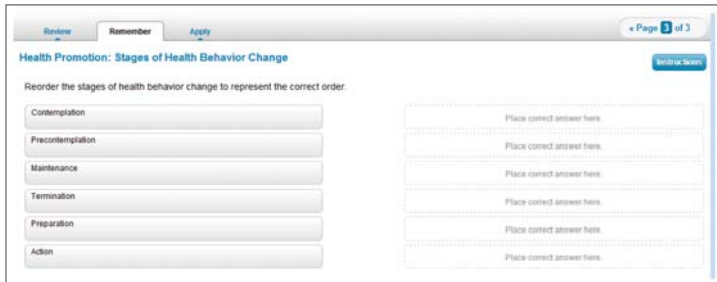 Review Remember Apply « Page 3 of 3
Health Promotion: Stages of Health Behavior Change
Instructions
Reorder the stages of health behavior change to represent the correct order.
Contemplation Place correct answer here.
Precontemplation Place correct answer here.
Maintenance Place correct answer here.
Termination Place correct answer here.
Preparation Place correct answer here.
Action Place correct answer here.